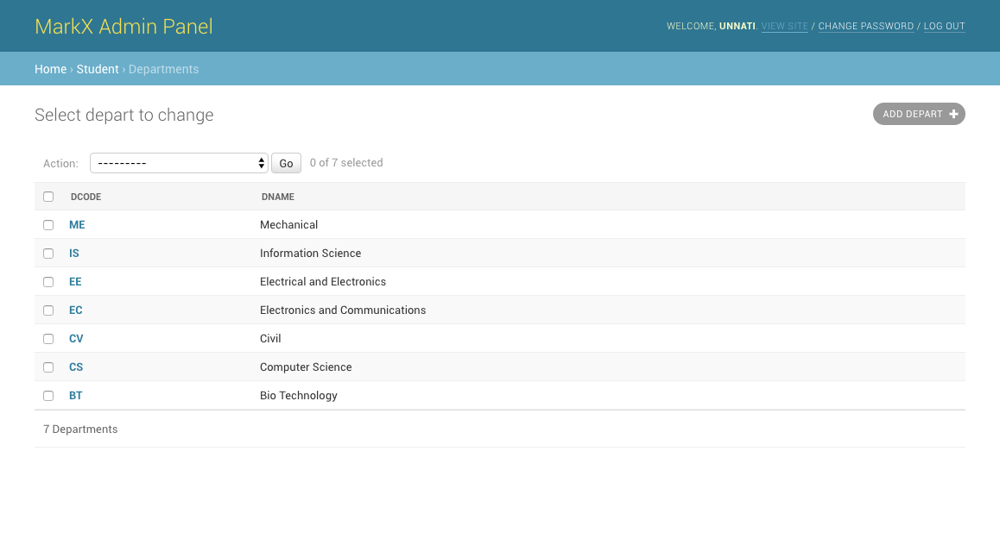 MarkX Admin Panel
WELCOME, UNNATI. VIEW SITE / CHANGE PASSWORD / LOG OUT
Home › Student › Departments
Select depart to change
ADD DEPART +
Action: --------- Go 0 of 7 selected
DCODE DNAME
ME Mechanical
IS Information Science
EE Electrical and Electronics
EC Electronics and Communications
CV Civil
CS Computer Science
BT Bio Technology
7 Departments